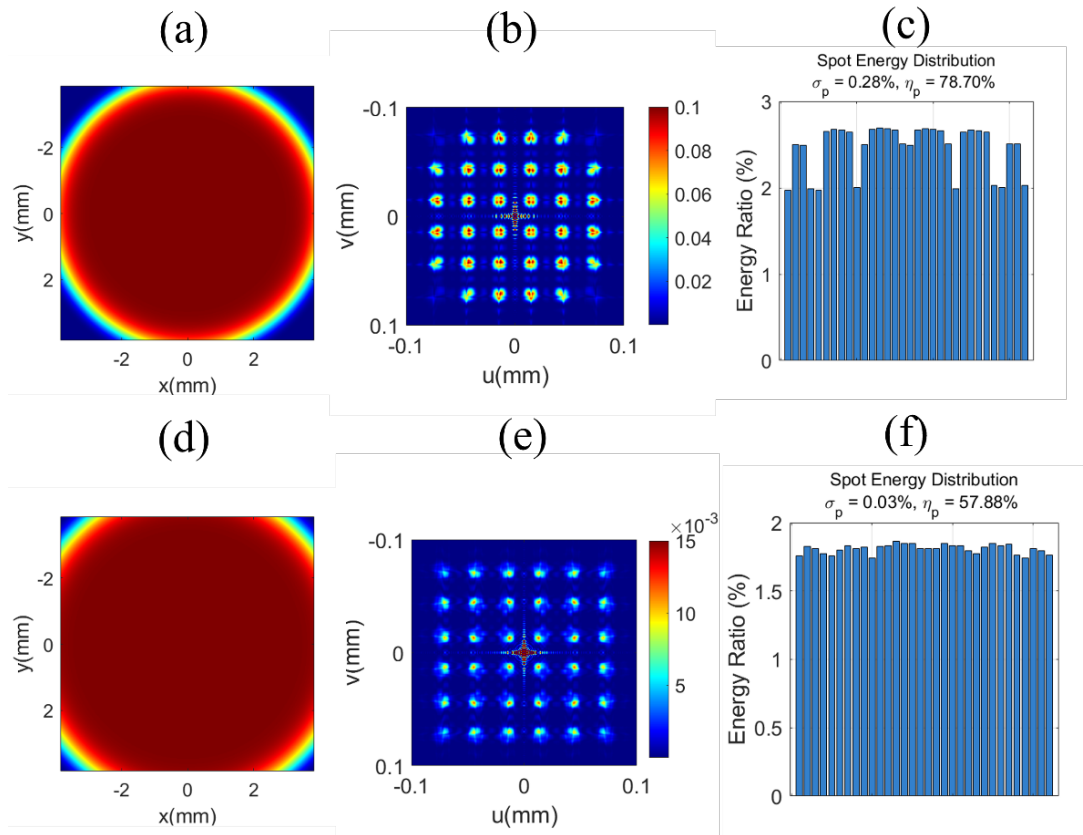 (a)
-2
0
2
y(mm)
-2 0 2
x(mm)
(b)
-0.1
0
0.1
v(mm)
-0.1 0 0.1
u(mm)
0.1
0.08
0.06
0.04
0.02
(c)
Spot Energy Distribution
σp = 0.28%, ηp = 78.70%
3
2
1
0
Energy Ratio (%)
(d)
-2
0
2
y(mm)
-2 0 2
x(mm)
(e)
-0.1
0
0.1
v(mm)
-0.1 0 0.1
u(mm)
×10⁻³
15
10
5
(f)
Spot Energy Distribution
σp = 0.03%, ηp = 57.88%
2
1.5
1
0.5
0
Energy Ratio (%)